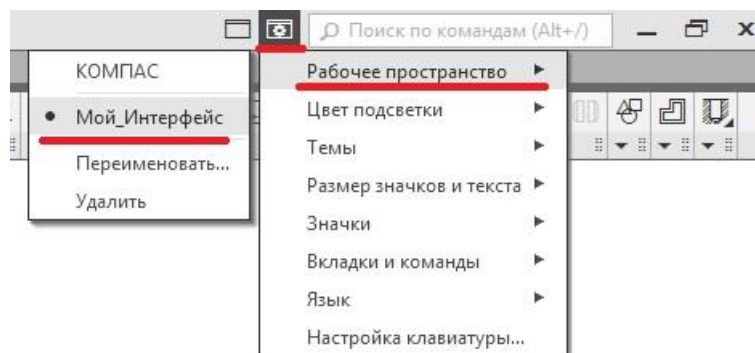 Поиск по командам (Alt+/)
КОМПАС
Мой_Интерфейс
Переименовать...
Удалить
Рабочее пространство
Цвет подсветки
Темы
Размер значков и текста
Значки
Вкладки и команды
Язык
Настройка клавиатуры...